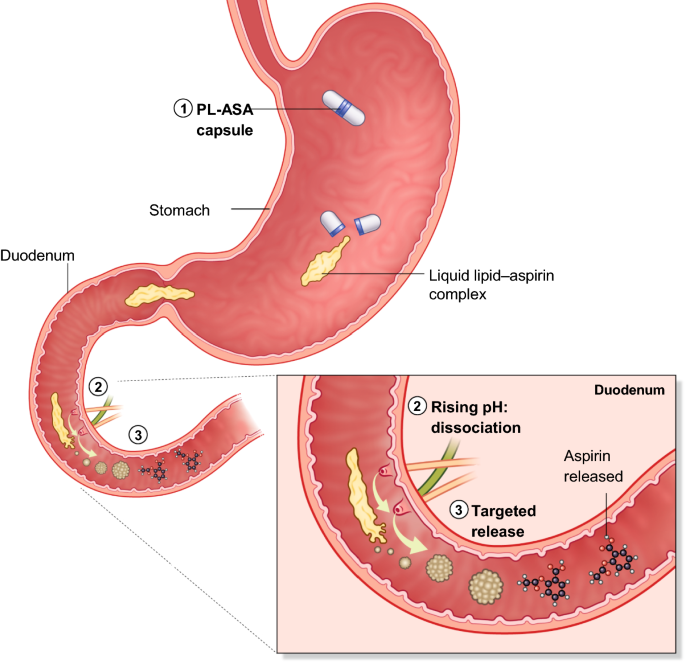 1 PL-ASA
capsule
Stomach
Duodenum
Liquid lipid–aspirin
complex
2
3
Duodenum
2 Rising pH:
dissociation
Aspirin
released
3 Targeted
release